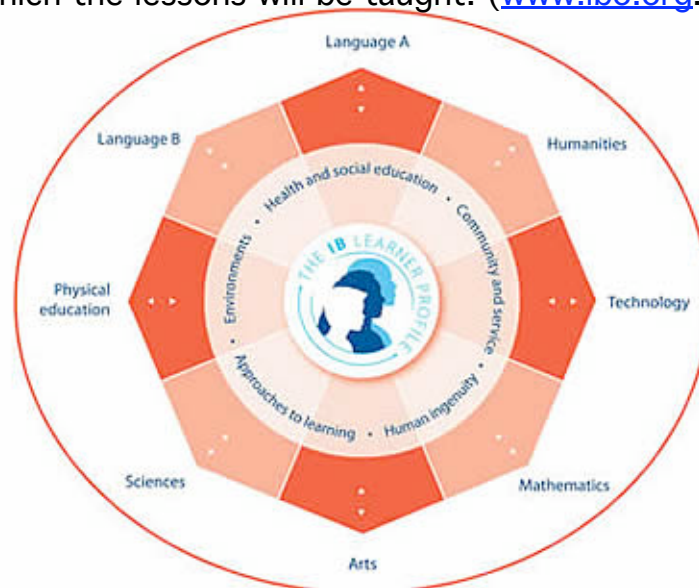 which the lessons will be taught. (www.ibo.org.
Language A
Language B
Humanities
Health and social education
Community and service
Environments
THE IB LEARNER PROFILE
Physical
education
Technology
Approaches to learning
Human ingenuity
Sciences
Mathematics
Arts